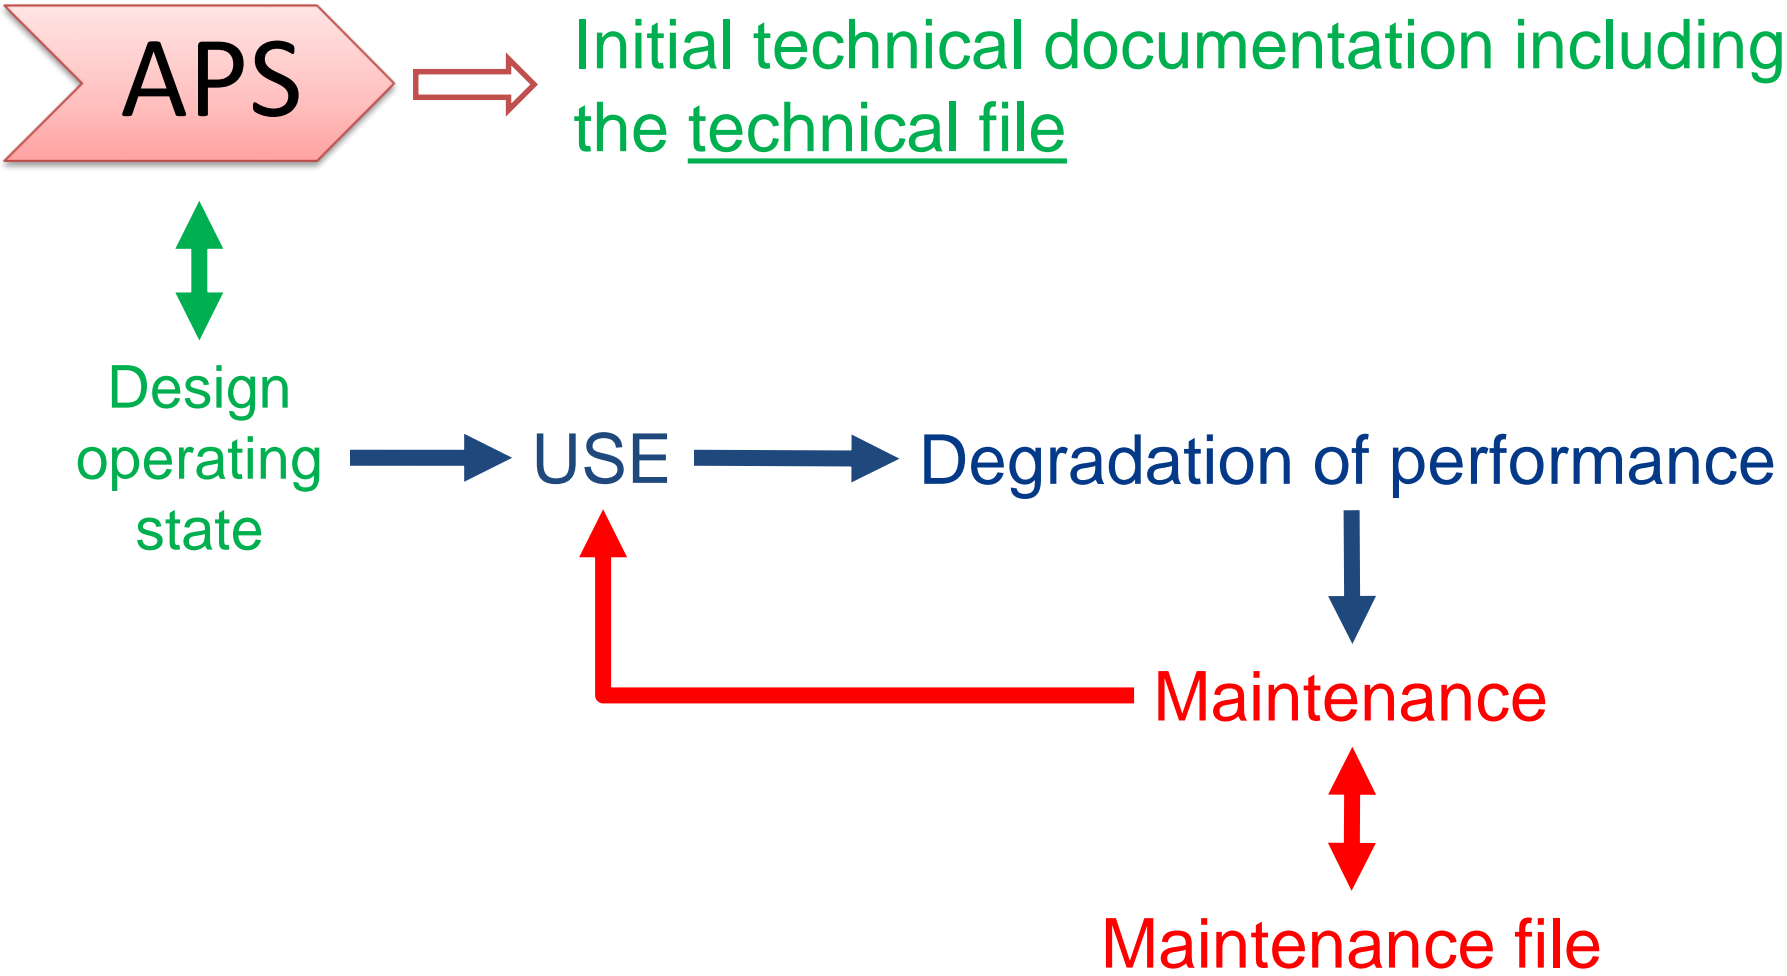 APS
Initial technical documentation including
the technical file
Design
operating
state
USE
Degradation of performance
Maintenance
Maintenance file